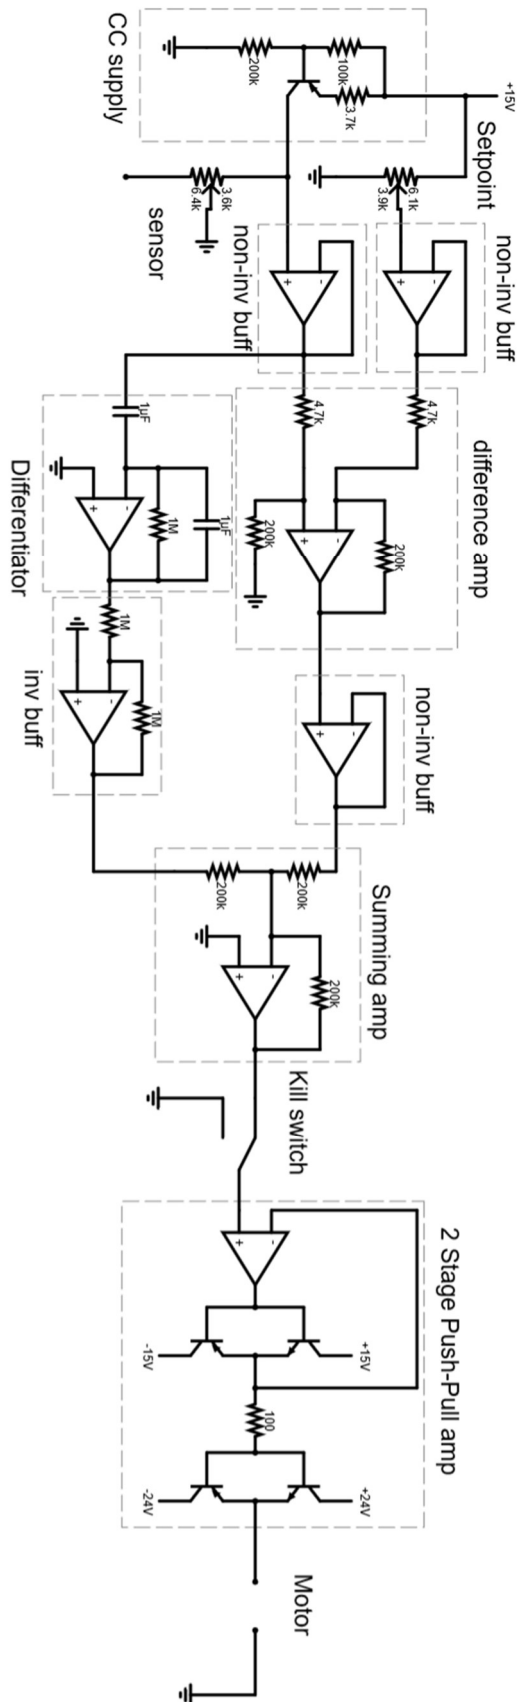 CC supply
200k
100k
3.7k
+15V
Setpoint
6.1k
3.9k
3.6k
6.4k
sensor
non-inv buff
+
-
non-inv buff
+
-
4.7k
4.7k
difference amp
200k
200k
+
-
1µF
1µF
1M
+
-
Differentiator
1M
1M
+
-
inv buff
non-inv buff
+
-
Summing amp
200k
200k
200k
+
-
Kill switch
2 Stage Push-Pull amp
+
-
-15V
+15V
100
-24V
+24V
Motor